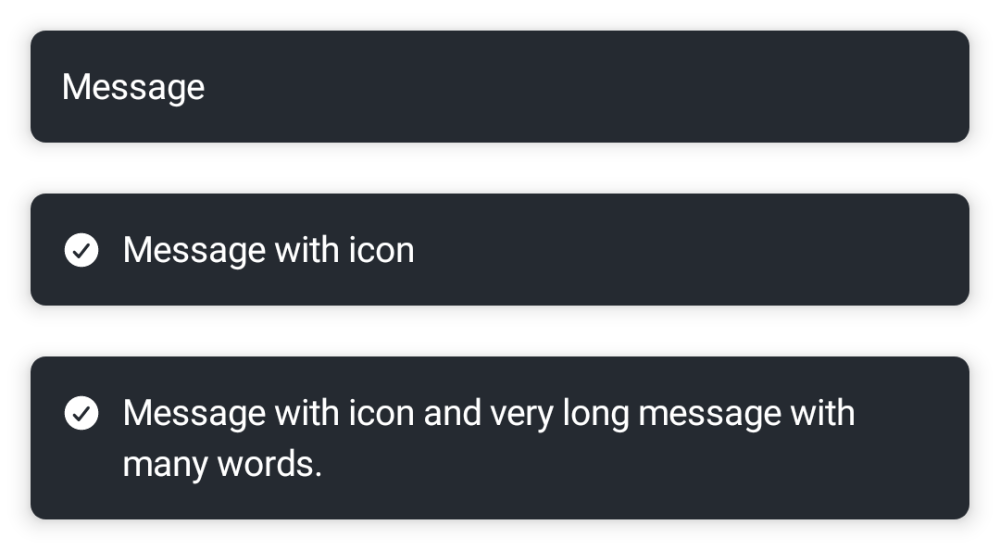 Message
Message with icon
Message with icon and very long message with
many words.